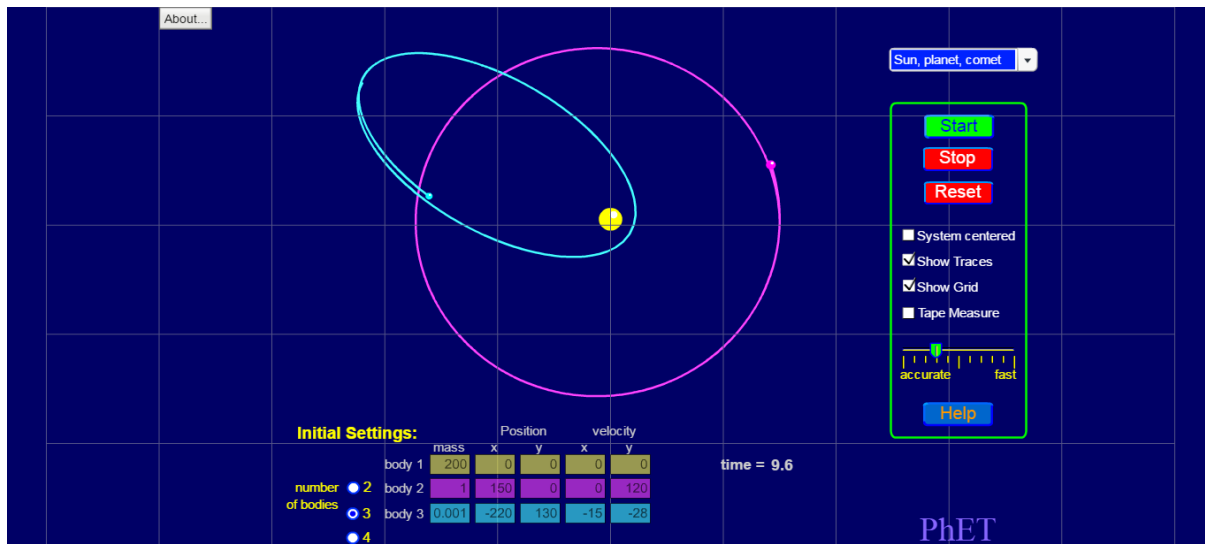 About...
Sun, planet, comet
Start
Stop
Reset
System centered
Show Traces
Show Grid
Tape Measure
accurate fast
Help
Initial Settings: Position velocity
mass x y x y
body 1 200 0 0 0 0
time = 9.6
number 2 body 2 1 150 0 0 120
of bodies 3 body 3 0.001 -220 130 -15 -28
4
PhET